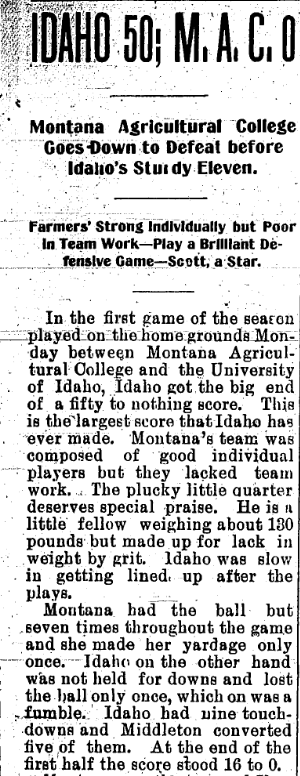 IDAHO 50; M. A. C. 0
Montana Agricultural College
Goes Down to Defeat before
Idaho's Sturdy Eleven.
Farmers' Strong Individually but Poor
in Team Work—Play a Brilliant De-
fensive Game—Scott, a Star.
In the first game of the season
played on the home grounds Mon-
day between Montana Agricul-
tural College and the University
of Idaho, Idaho got the big end
of a fifty to nothing score. This
is the largest score that Idaho has
ever made. Montana's team was
composed of good individual
players but they lacked team
work. The plucky little quarter
deserves special praise. He is a
little fellow weighing about 130
pounds but made up for lack in
weight by grit. Idaho was slow
in getting lined up after the
plays.
Montana had the ball but
seven times throughout the game
and she made her yardage only
once. Idaho on the other hand
was not held for downs and lost
the ball only once, which on was a
fumble. Idaho had nine touch-
downs and Middleton converted
five of them. At the end of the
first half the score stood 16 to 0.